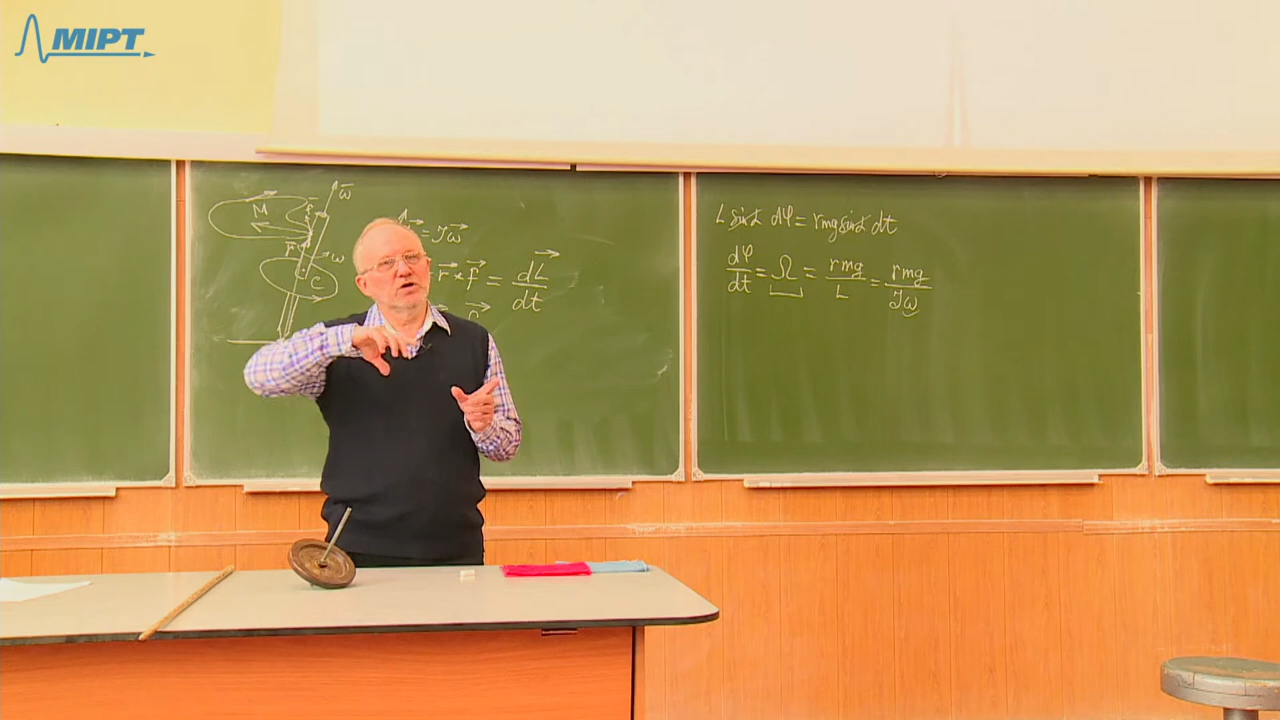 MIPT
ω⃗
M
f⃗
r⃗
ω
C
= Jω⃗
r⃗ × f⃗ = dL⃗/dt
L sinα dφ = rmg sinα dt
dφ/dt = Ω = rmg/L = rmg/Jω